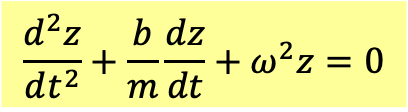 d²z/dt² + b/m dz/dt + ω²z = 0